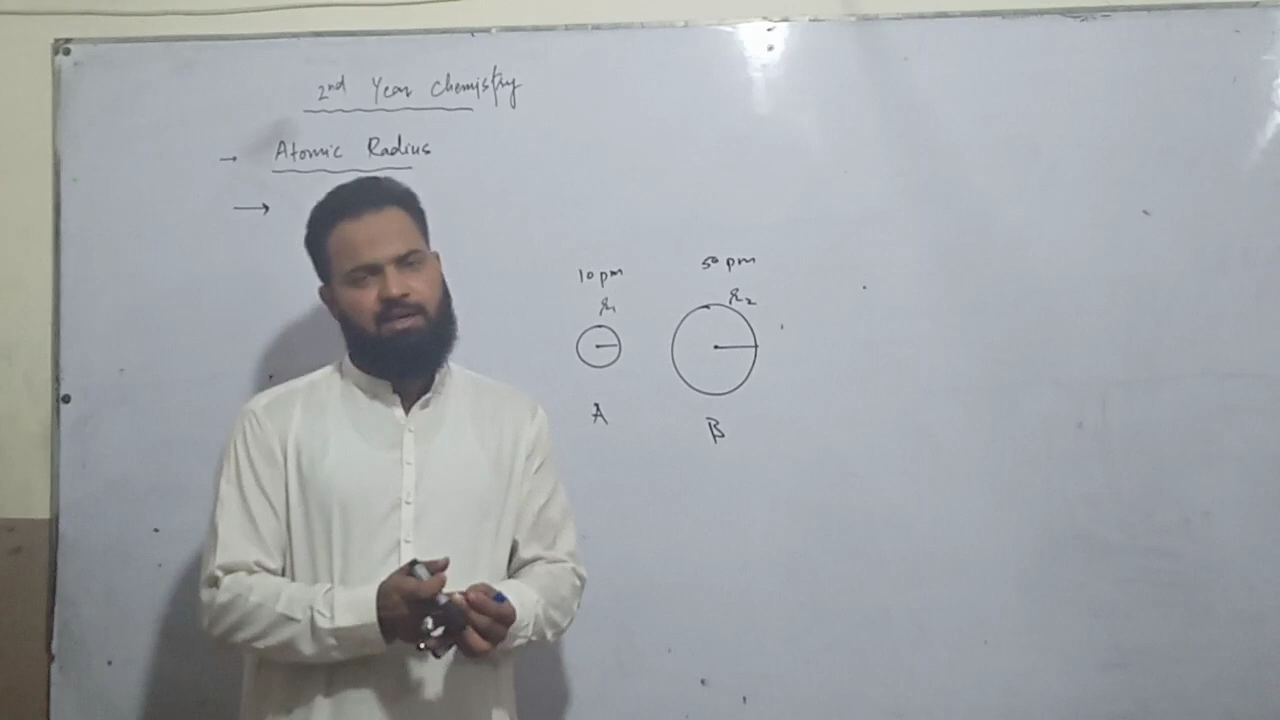 2nd Year Chemistry
→ Atomic Radius
→
10 pm 50 pm
r1 r2
A B